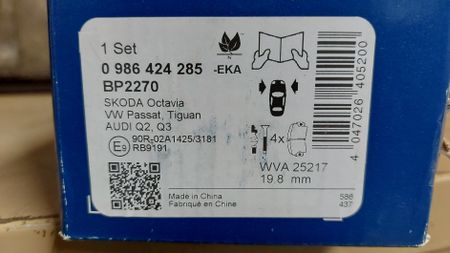 1 Set
0 986 424 285 -EKA
BP2270
SKODA Octavia
VW Passat, Tiguan
AUDI Q2, Q3
E9 90R-02A1425/3181
RB9191
N
4x
WVA 25217
19.8 mm
Made in China
Fabriqué en Chine
586
437
4 047026 405200